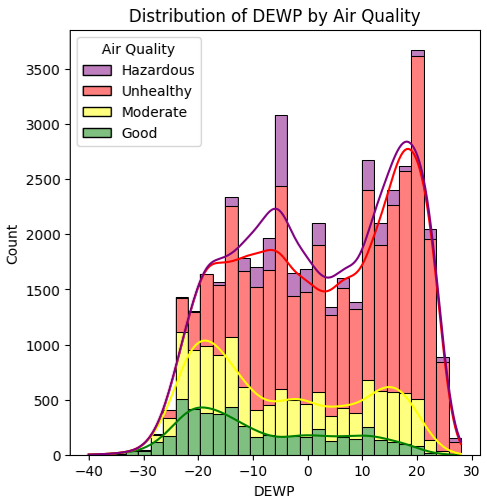 Distribution of DEWP by Air Quality
Air Quality
Hazardous
Unhealthy
Moderate
Good
3500
3000
2500
2000
1500
1000
500
0
Count
−40 −30 −20 −10 0 10 20 30
DEWP